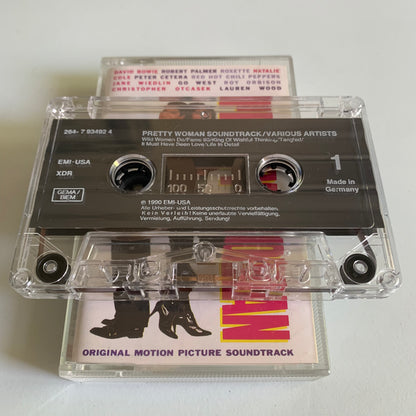 DAVID BOWIE ROBERT PALMER ROXETTE NATALIE
COLE PETER CETERA RED HOT CHILI PEPPERS
JANE WIEDLIN GO WEST ROY ORBISON
CHRISTOPHER OTCASEK LAUREN WOOD
264- 7 93492 4
PRETTY WOMAN SOUNDTRACK/VARIOUS ARTISTS
Wild Women Do/Fame 90/King Of Wishful Thinking/Tangled/
It Must Have Been Love/Life In Detail
EMI-USA
XDR
1
100 50 0
GEMA/
BIEM
Made in
Germany
℗ 1990 EMI-USA
Alle Urheber- und Leistungsschutzrechte vorbehalten.
Kein Verleih! Keine unerlaubte Vervielfältigung,
Vermietung, Aufführung, Sendung!
ORIGINAL MOTION PICTURE SOUNDTRACK